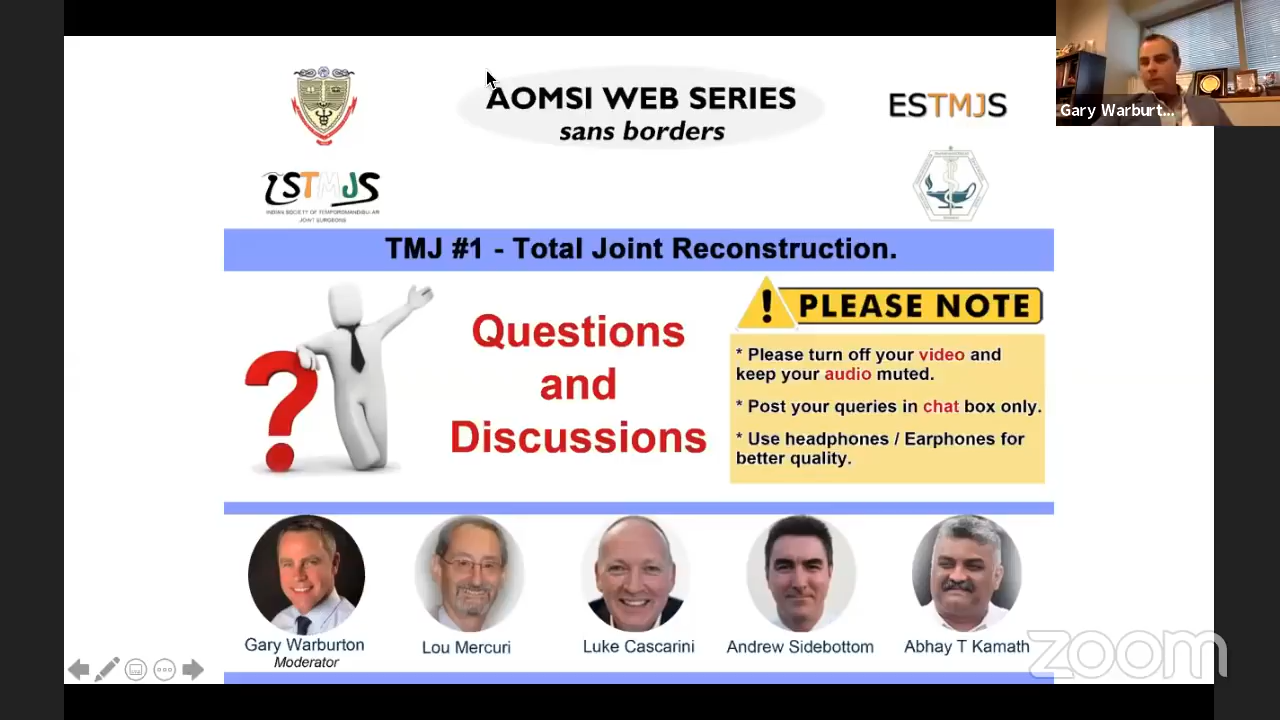 AOMSI WEB SERIES
sans borders
ESTMJS
ISTMJS
INDIAN SOCIETY OF TEMPOROMANDIBULAR
JOINT SURGEONS
Gary Warburt...
TMJ #1 - Total Joint Reconstruction.
Questions
and
Discussions
! PLEASE NOTE
* Please turn off your video and
keep your audio muted.
* Post your queries in chat box only.
* Use headphones / Earphones for
better quality.
Gary Warburton
Moderator
Lou Mercuri
Luke Cascarini
Andrew Sidebottom
Abhay T Kamath
zoom